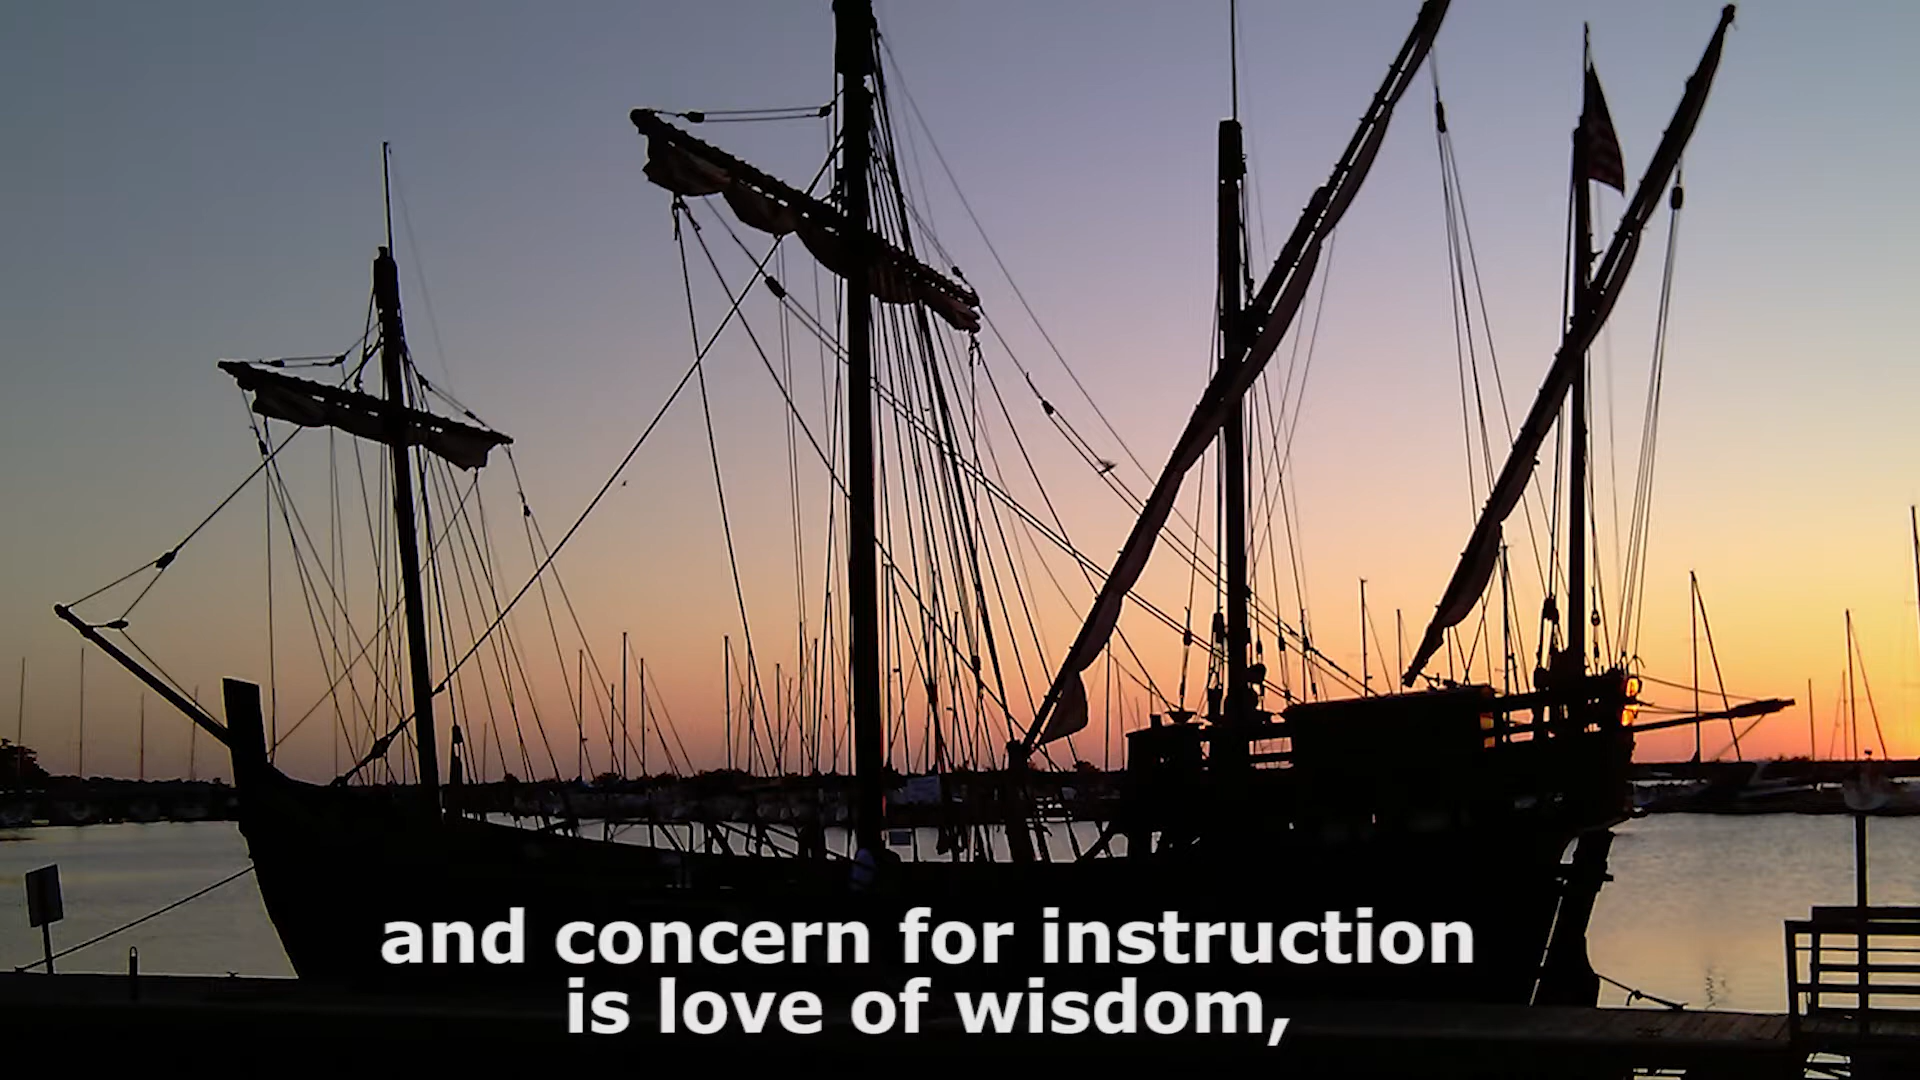 and concern for instruction
is love of wisdom,